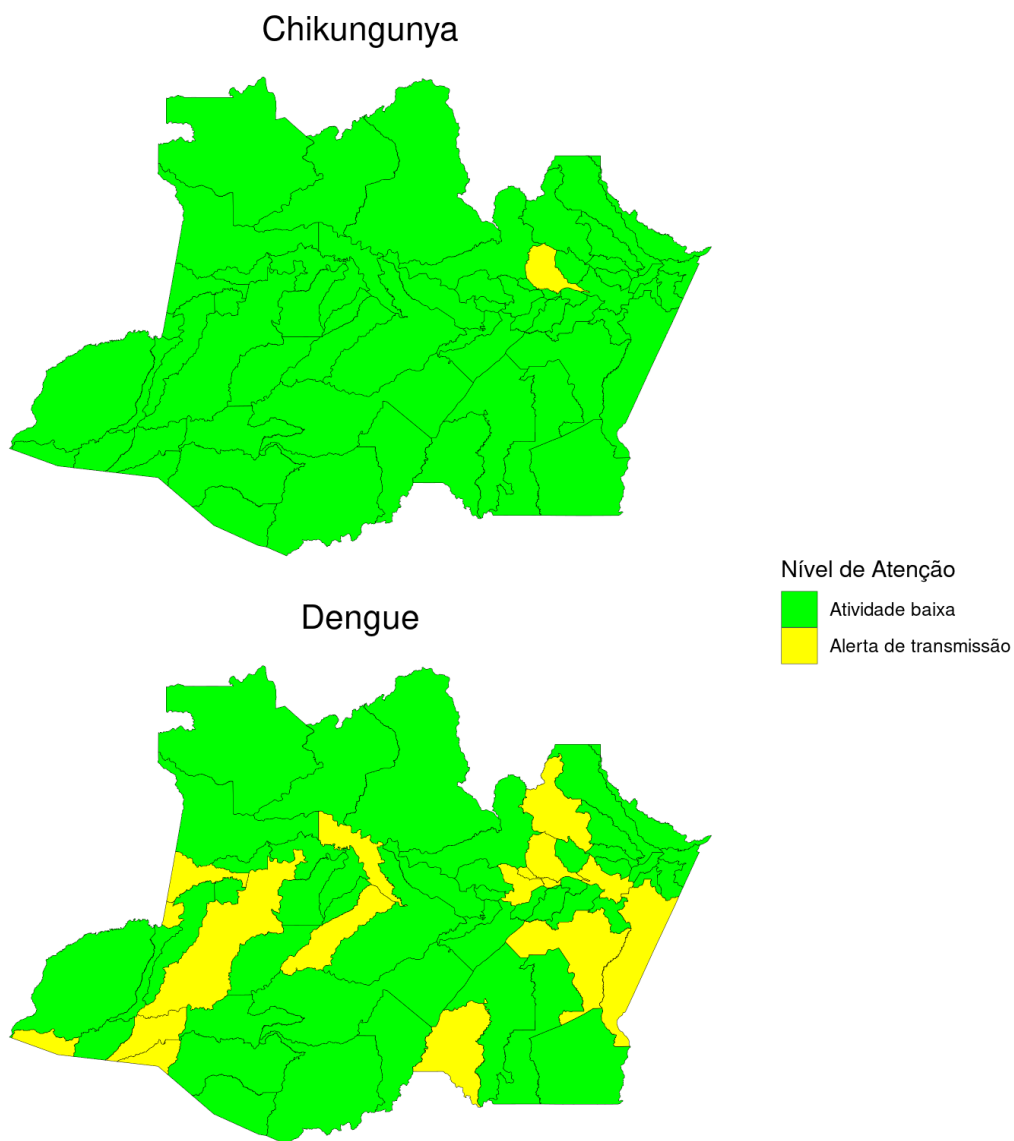 Chikungunya
Nível de Atenção
Atividade baixa
Alerta de transmissão
Dengue